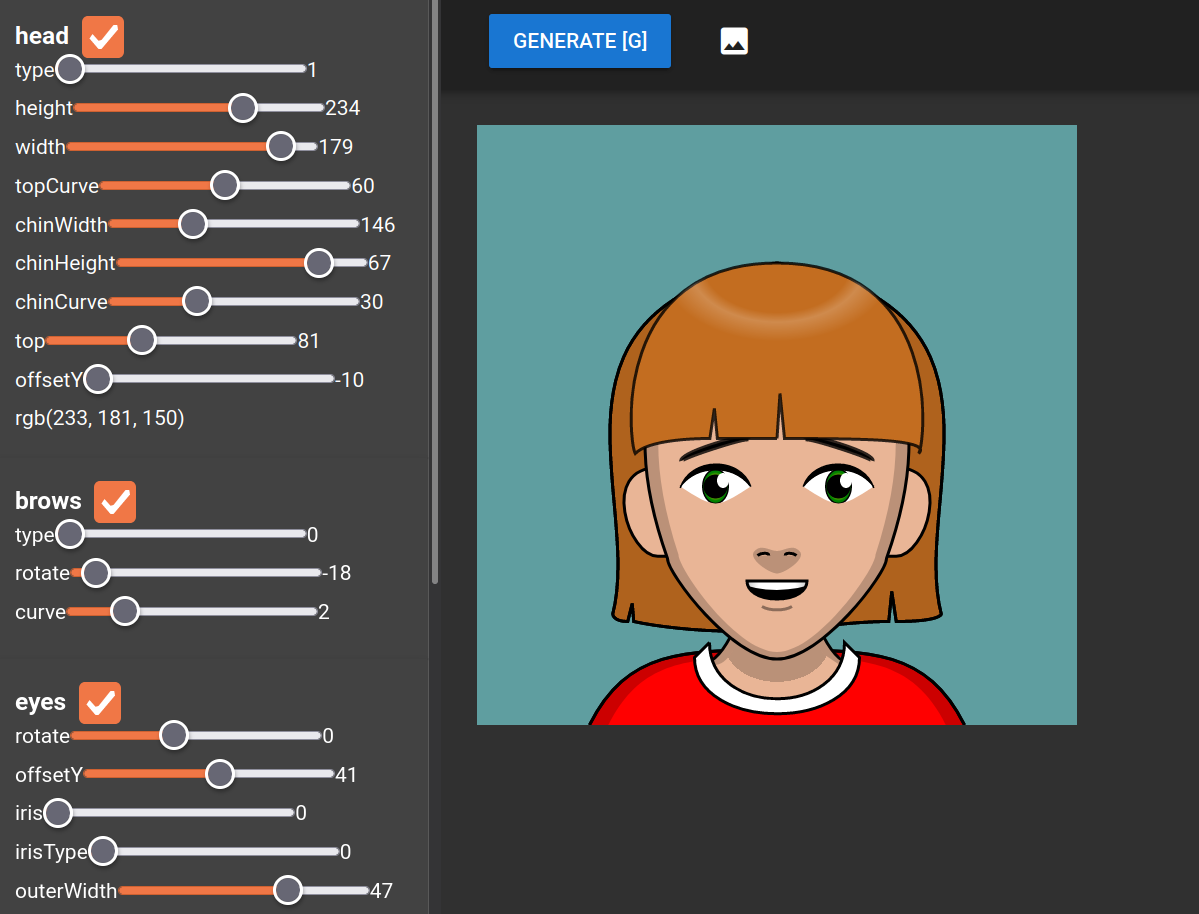 head
type 1
height 234
width 179
topCurve 60
chinWidth 146
chinHeight 67
chinCurve 30
top 81
offsetY -10
rgb(233, 181, 150)
brows
type 0
rotate -18
curve 2
eyes
rotate 0
offsetY 41
iris 0
irisType 0
outerWidth 47
GENERATE [G]